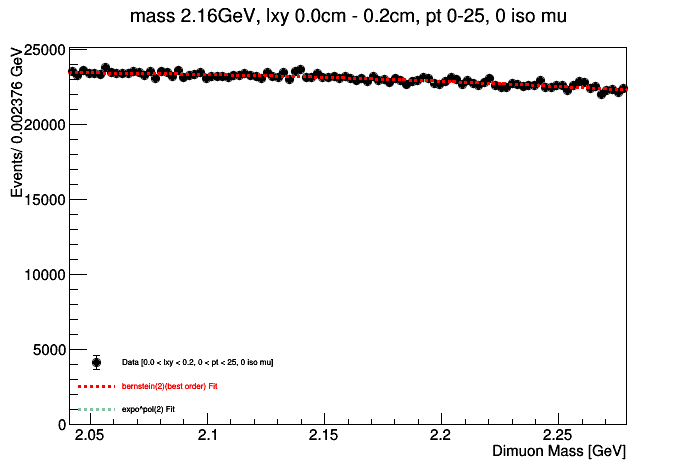 mass 2.16GeV, lxy 0.0cm - 0.2cm, pt 0-25, 0 iso mu
Events/ 0.002376 GeV
25000
20000
15000
10000
5000
0
Data [0.0 < lxy < 0.2, 0 < pt < 25, 0 iso mu]
bernstein(2)(best order) Fit
expo*pol(2) Fit
2.05
2.1
2.15
2.2
2.25
Dimuon Mass [GeV]